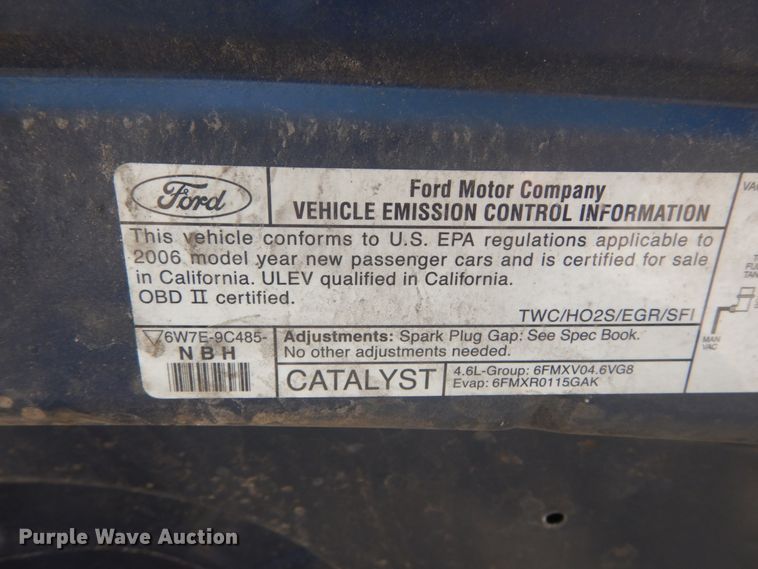 Ford
Ford Motor Company
VEHICLE EMISSION CONTROL INFORMATION
This vehicle conforms to U.S. EPA regulations applicable to
2006 model year new passenger cars and is certified for sale
in California. ULEV qualified in California.
OBD II certified.
TWC/HO2S/EGR/SFI
6W7E-9C485-
NBH
Adjustments: Spark Plug Gap: See Spec Book.
No other adjustments needed.
CATALYST
4.6L-Group: 6FMXV04.6VG8
Evap: 6FMXR0115GAK
MAN
VAC
Purple Wave Auction